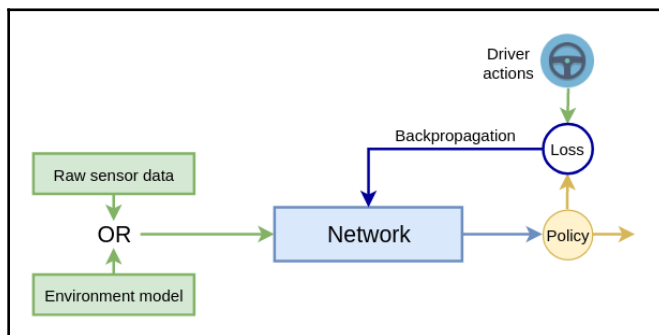 Driver
actions
Backpropagation
Loss
Raw sensor data
OR
Network
Policy
Environment model